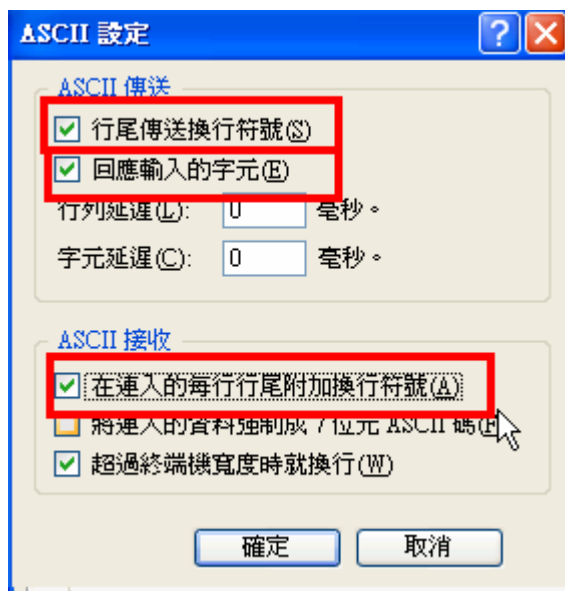 ASCII 設定
ASCII 傳送
行尾傳送換行符號(S)
回應輸入的字元(E)
行列延遲(L): 0 毫秒。
字元延遲(C): 0 毫秒。
ASCII 接收
在連入的每行行尾附加換行符號(A)
將連入的資料強制成 7 位元 ASCII 碼
超過終端機寬度時就換行(W)
確定 取消